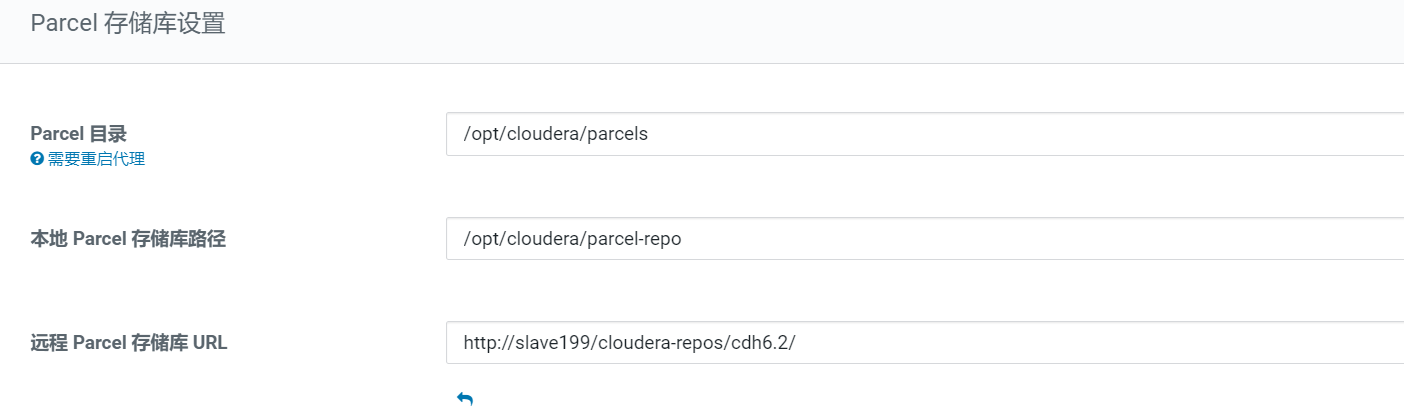 Parcel 存储库设置
Parcel 目录
/opt/cloudera/parcels
需要重启代理
本地 Parcel 存储库路径
/opt/cloudera/parcel-repo
远程 Parcel 存储库 URL
http://slave199/cloudera-repos/cdh6.2/